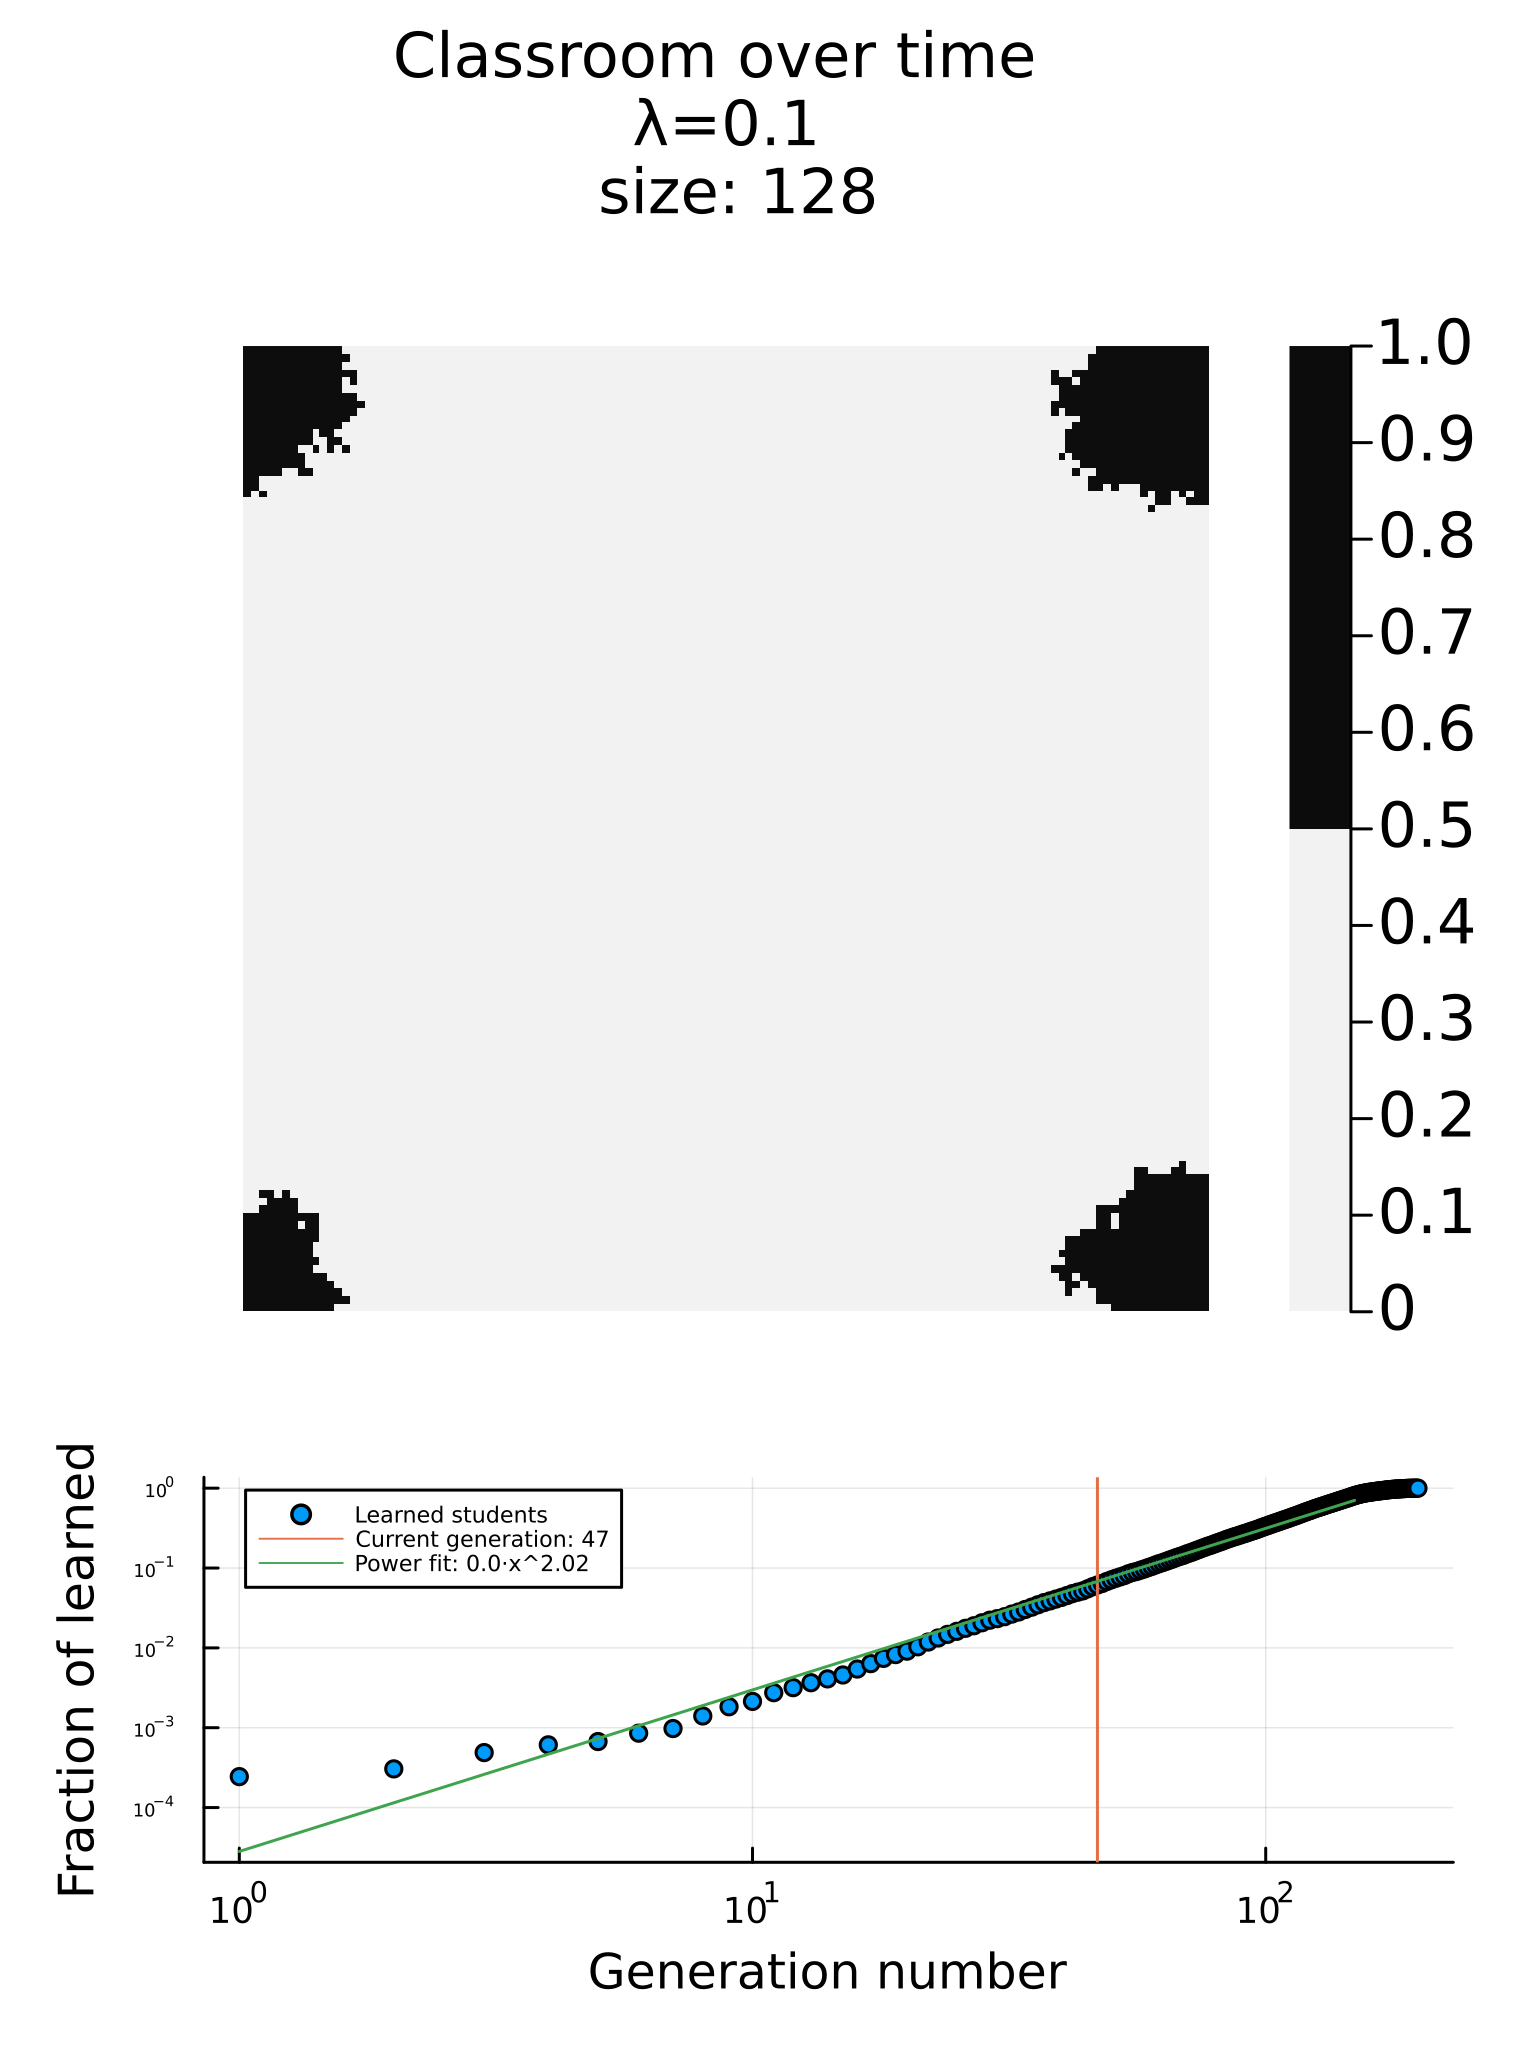 Classroom over time
λ=0.1
size: 128
1.0
0.9
0.8
0.7
0.6
0.5
0.4
0.3
0.2
0.1
0
Fraction of learned
10^0
10^−1
10^−2
10^−3
10^−4
Learned students
Current generation: 47
Power fit: 0.0·x^2.02
10^0
10^1
10^2
Generation number